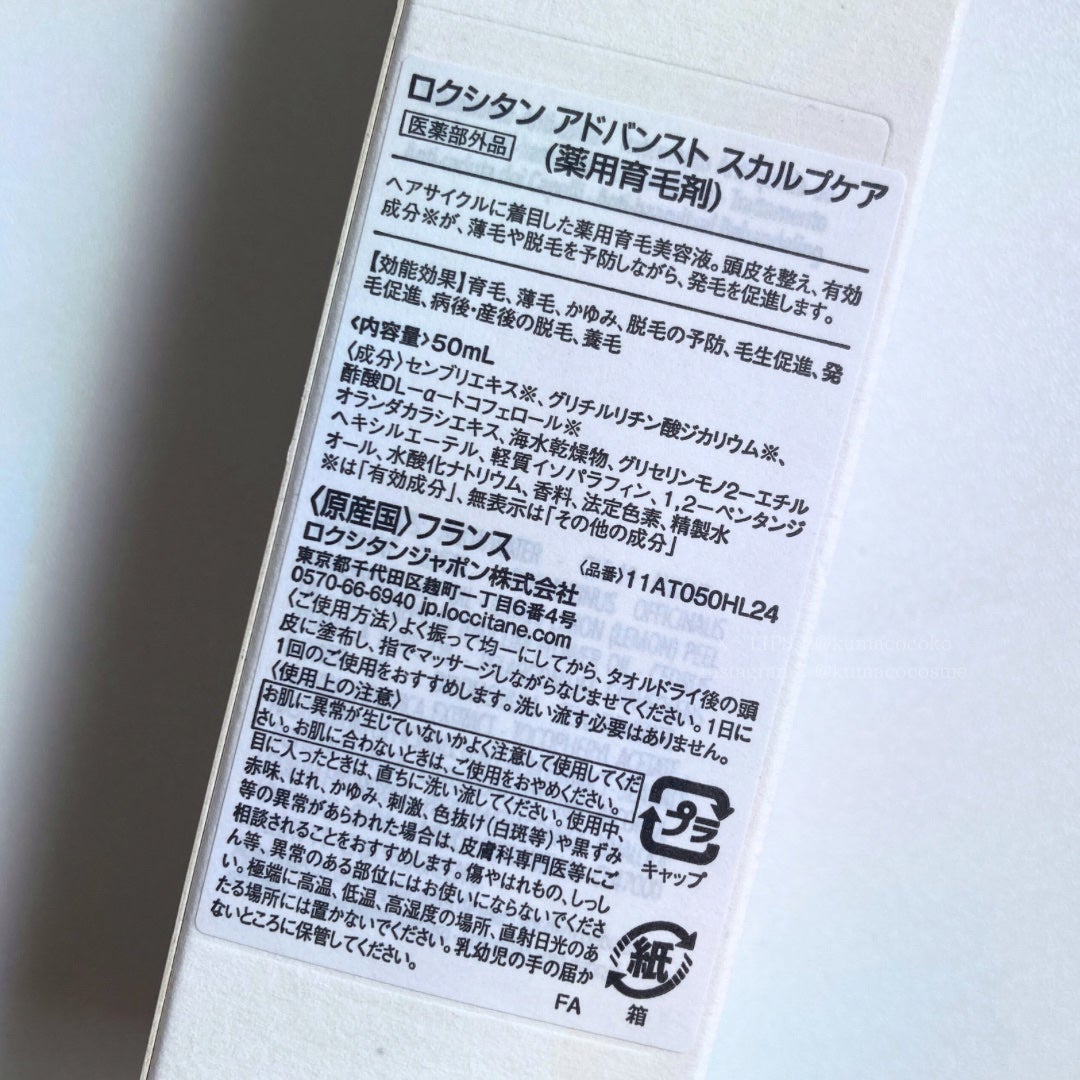 ロクシタン アドバンスト スカルプケア
医薬部外品 (薬用育毛剤)
ヘアサイクルに着目した薬用育毛美容液。頭皮を整え、有効
成分※が、薄毛や脱毛を予防しながら、発毛を促進します。
【効能効果】育毛、薄毛、かゆみ、脱毛の予防、毛生促進、発
毛促進、病後・産後の脱毛、養毛
〈内容量〉50mL
〈成分〉センブリエキス※、グリチルリチン酸ジカリウム※、
酢酸DL−α−トコフェロール※
オランダカラシエキス、海水乾燥物、グリセリンモノ2−エチル
ヘキシルエーテル、軽質イソパラフィン、1,2−ペンタンジ
オール、水酸化ナトリウム、香料、法定色素、精製水
※は「有効成分」、無表示は「その他の成分」
〈原産国〉フランス 〈品番〉11AT050HL24
ロクシタンジャポン株式会社
東京都千代田区麹町一丁目6番4号
0570-66-6940 jp.loccitane.com
〈ご使用方法〉よく振って均一にしてから、タオルドライ後の頭
皮に塗布し、指でマッサージしながらなじませてください。1日に
1回のご使用をおすすめします。洗い流す必要はありません。
〈使用上の注意〉
お肌に異常が生じていないかよく注意して使用してくだ
さい。お肌に合わないときは、ご使用をおやめください。
目に入ったときは、直ちに洗い流してください。使用中、
赤味、はれ、かゆみ、刺激、色抜け(白斑等)や黒ずみ
等の異常があらわれた場合は、皮膚科専門医等にご
相談されることをおすすめします。傷やはれもの、しっし
ん等、異常のある部位にはお使いにならないでくださ
い。極端に高温、低温、高湿度の場所、直射日光のあ
たる場所には置かないでください。乳幼児の手の届か
ないところに保管してください。
プラ
キャップ
紙
箱
FA
LIPS @kumacocoko
Instagram @kumacocosme